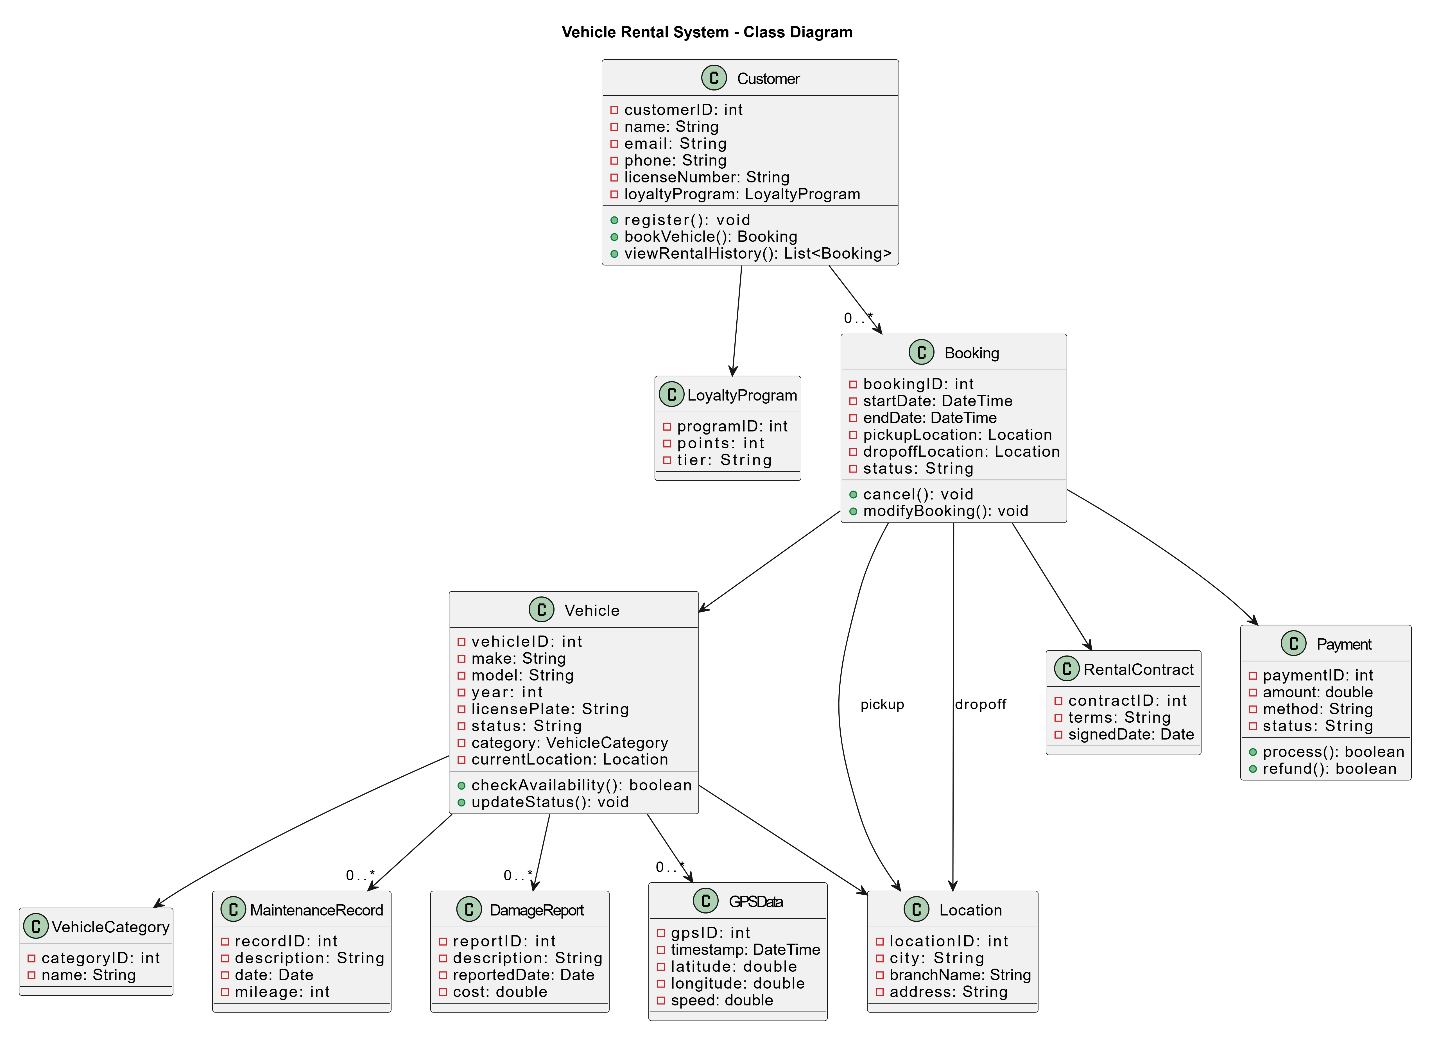 Vehicle Rental System - Class Diagram
C Customer
customerID: int
name: String
email: String
phone: String
licenseNumber: String
loyaltyProgram: LoyaltyProgram
register(): void
bookVehicle(): Booking
viewRentalHistory(): List<Booking>
0..*
C Booking
bookingID: int
startDate: DateTime
endDate: DateTime
pickupLocation: Location
dropoffLocation: Location
status: String
cancel(): void
modifyBooking(): void
C LoyaltyProgram
programID: int
points: int
tier: String
C Vehicle
vehicleID: int
make: String
model: String
year: int
licensePlate: String
status: String
category: VehicleCategory
currentLocation: Location
checkAvailability(): boolean
updateStatus(): void
pickup
dropoff
C RentalContract
contractID: int
terms: String
signedDate: Date
C Payment
paymentID: int
amount: double
method: String
status: String
process(): boolean
refund(): boolean
0..*
0..*
0..*
C VehicleCategory
categoryID: int
name: String
C MaintenanceRecord
recordID: int
description: String
date: Date
mileage: int
C DamageReport
reportID: int
description: String
reportedDate: Date
cost: double
C GPSData
gpsID: int
timestamp: DateTime
latitude: double
longitude: double
speed: double
C Location
locationID: int
city: String
branchName: String
address: String